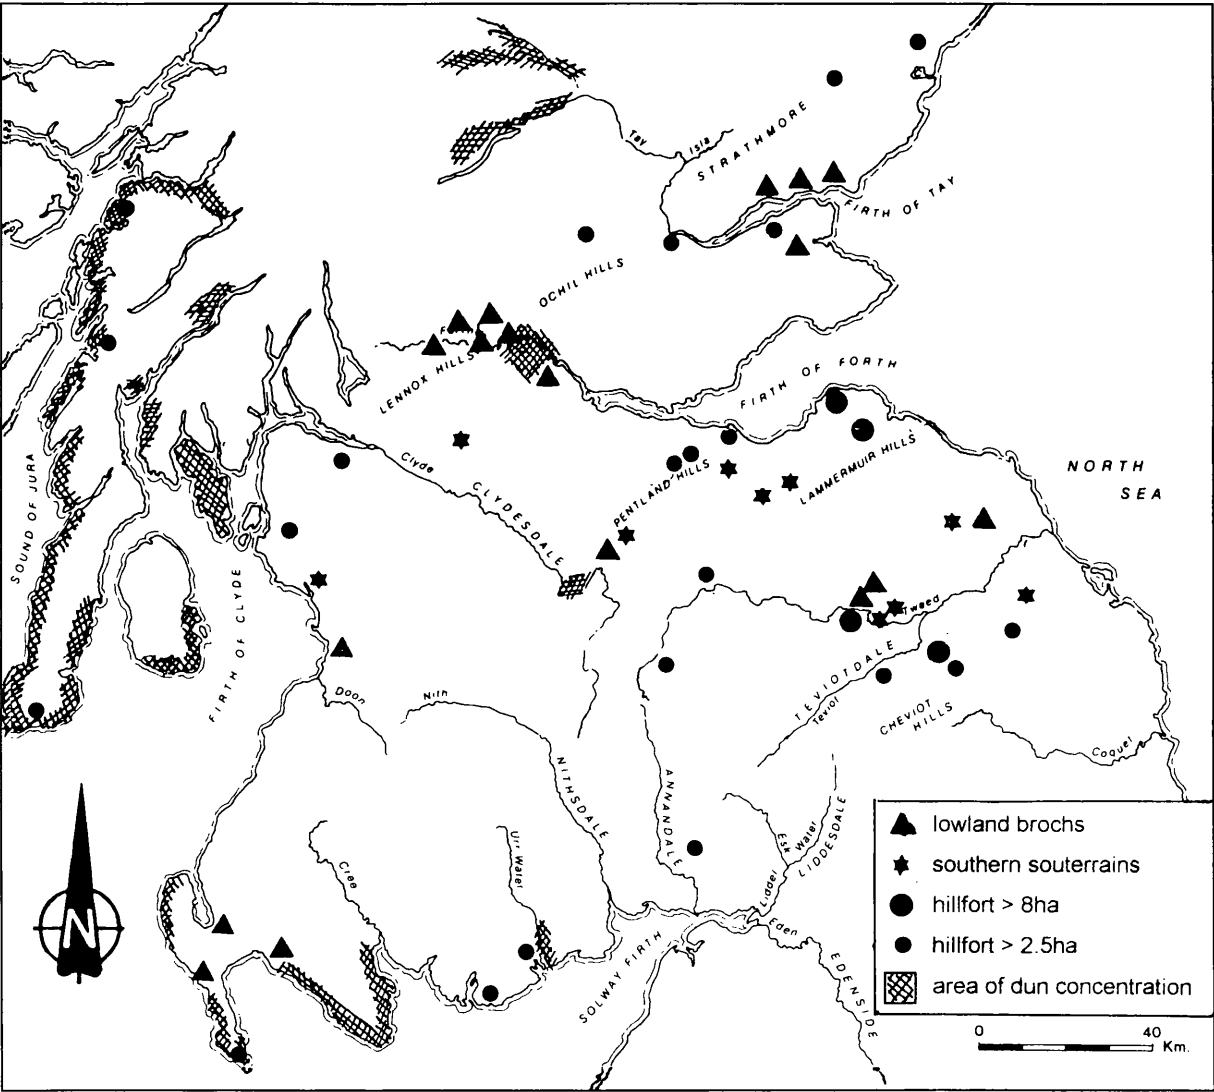 Tay
Isla
STRATHMORE
FIRTH OF TAY
OCHIL HILLS
Forth
LENNOX HILLS
FIRTH OF FORTH
Clyde
CLYDESDALE
PENTLAND HILLS
LAMMERMUIR HILLS
NORTH
SEA
SOUND OF JURA
FIRTH OF CLYDE
Tweed
TEVIOTDALE
Teviot
CHEVIOT
HILLS
Coquet
Doon
Nith
NITHSDALE
ANNANDALE
Esk
Liddel Water
LIDDESDALE
Cree
Urr Water
Eden
EDENSIDE
SOLWAY FIRTH
N
lowland brochs
southern souterrains
hillfort > 8ha
hillfort > 2.5ha
area of dun concentration
0 40
Km.